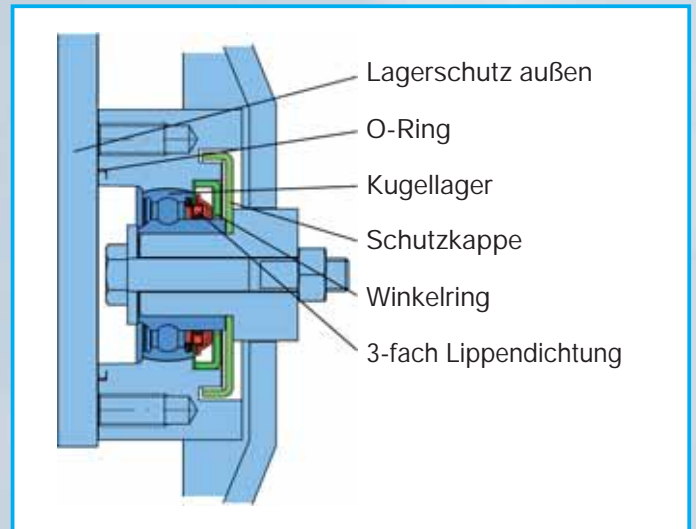 Lagerschutz außen
O-Ring
Kugellager
Schutzkappe
Winkelring
3-fach Lippendichtung